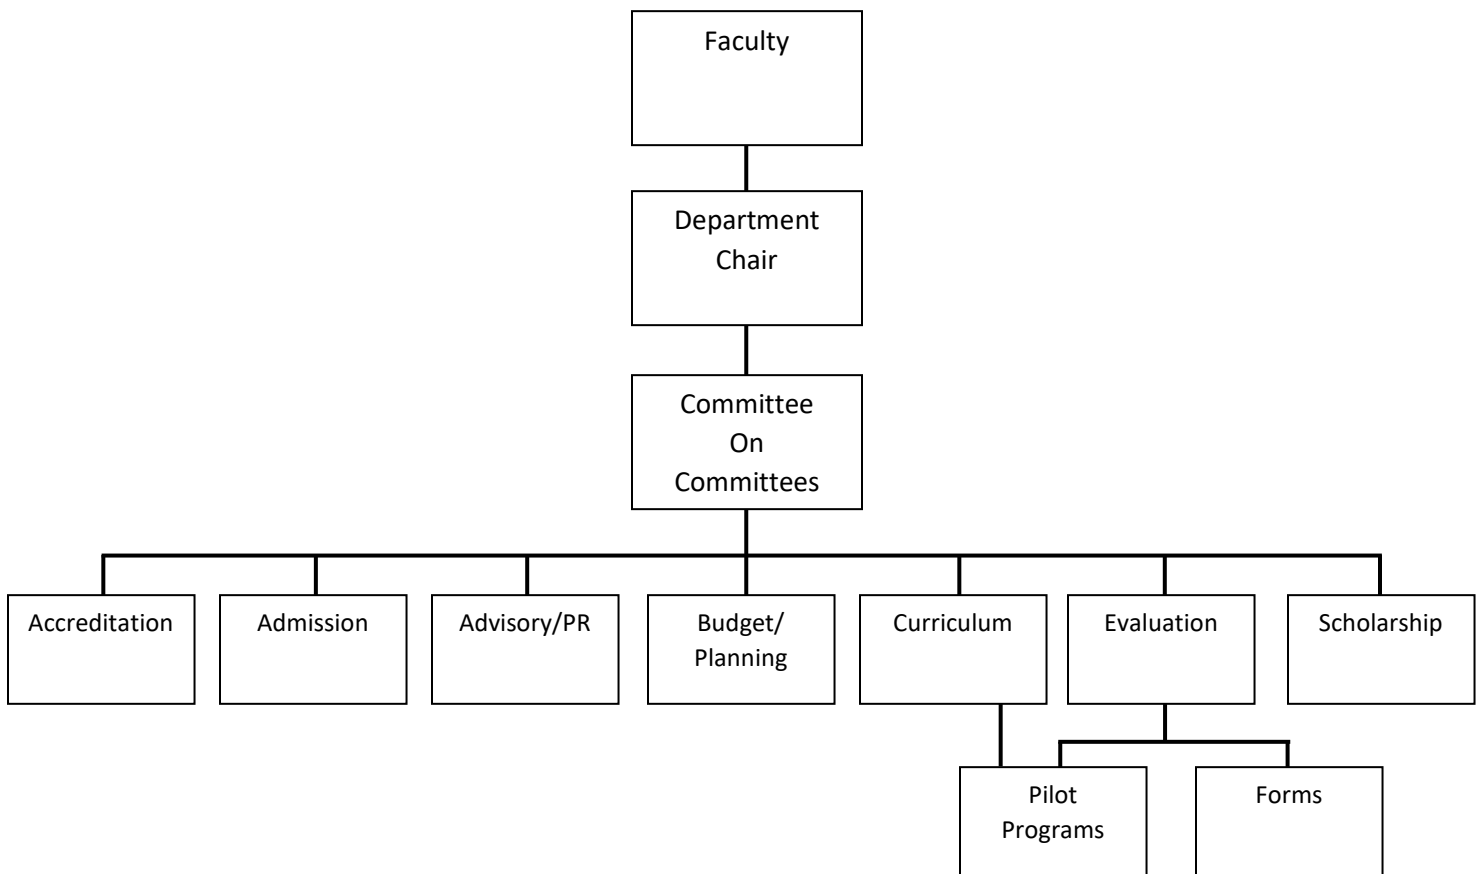 Faculty
Department
Chair
Committee
On
Committees
Accreditation
Admission
Advisory/PR
Budget/
Planning
Curriculum
Evaluation
Scholarship
Pilot
Programs
Forms